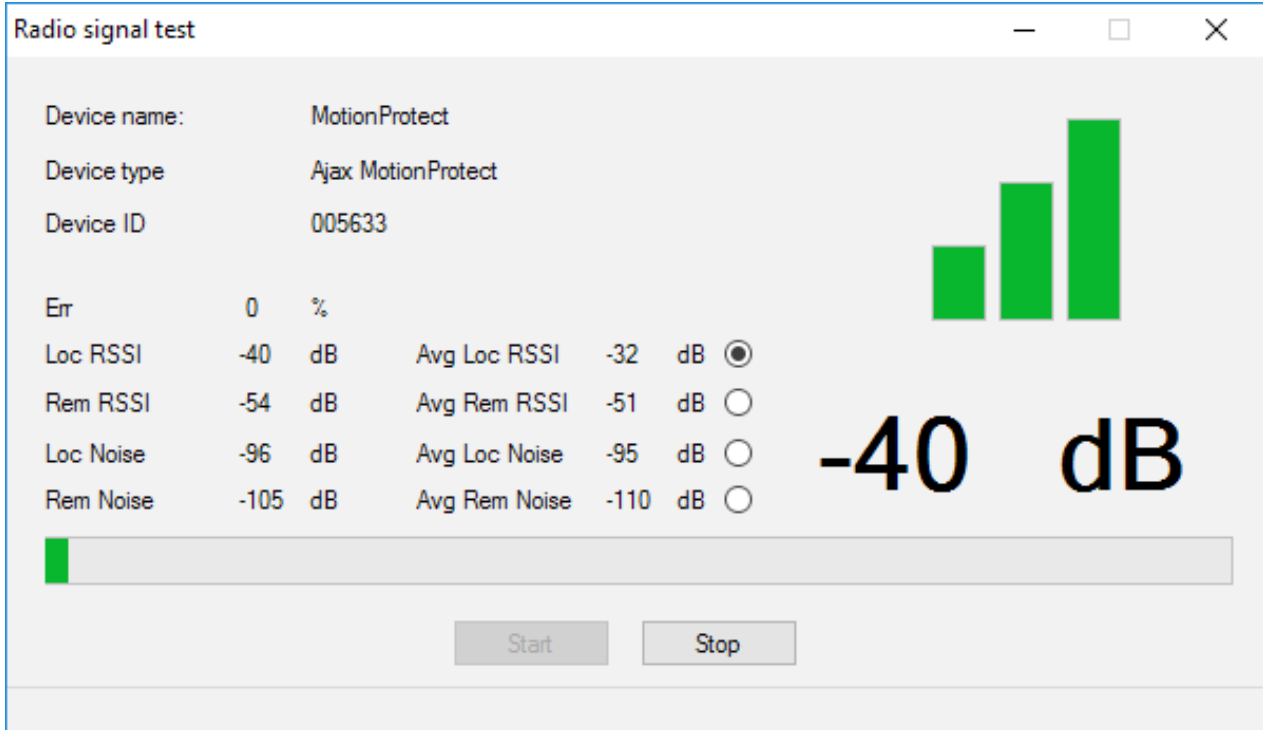 Radio signal test
Device name: MotionProtect
Device type Ajax MotionProtect
Device ID 005633
Err 0 %
Loc RSSI -40 dB Avg Loc RSSI -32 dB
Rem RSSI -54 dB Avg Rem RSSI -51 dB
Loc Noise -96 dB Avg Loc Noise -95 dB
Rem Noise -105 dB Avg Rem Noise -110 dB
-40 dB
Start Stop